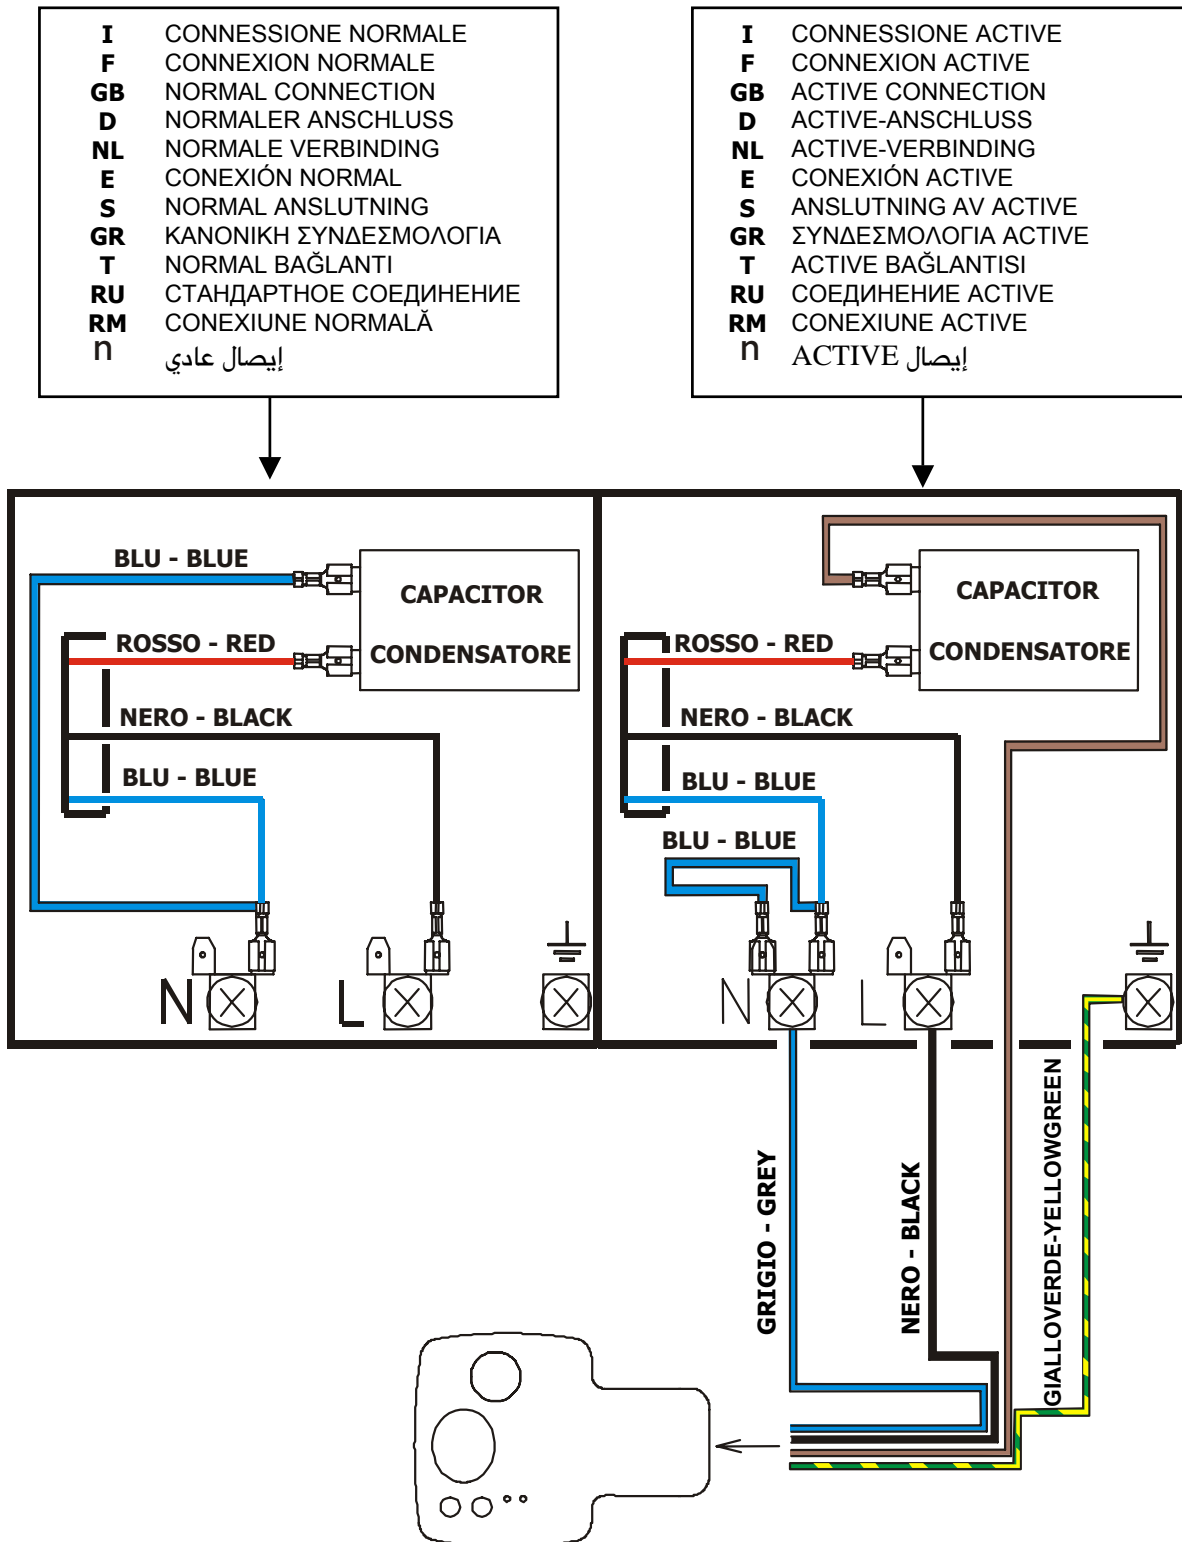 I CONNESSIONE NORMALE
F CONNEXION NORMALE
GB NORMAL CONNECTION
D NORMALER ANSCHLUSS
NL NORMALE VERBINDING
E CONEXIÓN NORMAL
S NORMAL ANSLUTNING
GR ΚΑΝΟΝΙΚΗ ΣΥΝΔΕΣΜΟΛΟΓΙΑ
T NORMAL BAĞLANTI
RU СТАНДАРТНОЕ СОЕДИНЕНИЕ
RM CONEXIUNE NORMALĂ
n إيصال عادي
I CONNESSIONE ACTIVE
F CONNEXION ACTIVE
GB ACTIVE CONNECTION
D ACTIVE-ANSCHLUSS
NL ACTIVE-VERBINDING
E CONEXIÓN ACTIVE
S ANSLUTNING AV ACTIVE
GR ΣΥΝΔΕΣΜΟΛΟΓΙΑ ACTIVE
T ACTIVE BAĞLANTISI
RU СОЕДИНЕНИЕ ACTIVE
RM CONEXIUNE ACTIVE
n إيصال ACTIVE
BLU - BLUE
CAPACITOR
ROSSO - RED
CONDENSATORE
NERO - BLACK
BLU - BLUE
N
L
CAPACITOR
ROSSO - RED
CONDENSATORE
NERO - BLACK
BLU - BLUE
BLU - BLUE
N
L
GRIGIO - GREY
NERO - BLACK
GIALLOVERDE-YELLOWGREEN